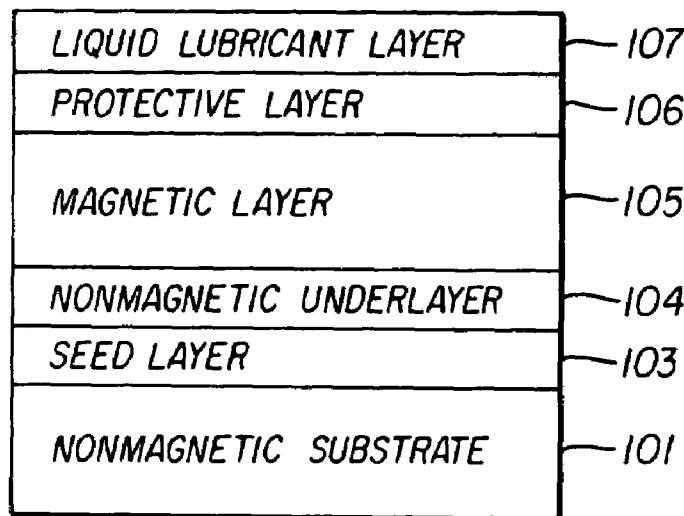 LIQUID LUBRICANT LAYER 107
PROTECTIVE LAYER 106
MAGNETIC LAYER 105
NONMAGNETIC UNDERLAYER 104
SEED LAYER 103
NONMAGNETIC SUBSTRATE 101